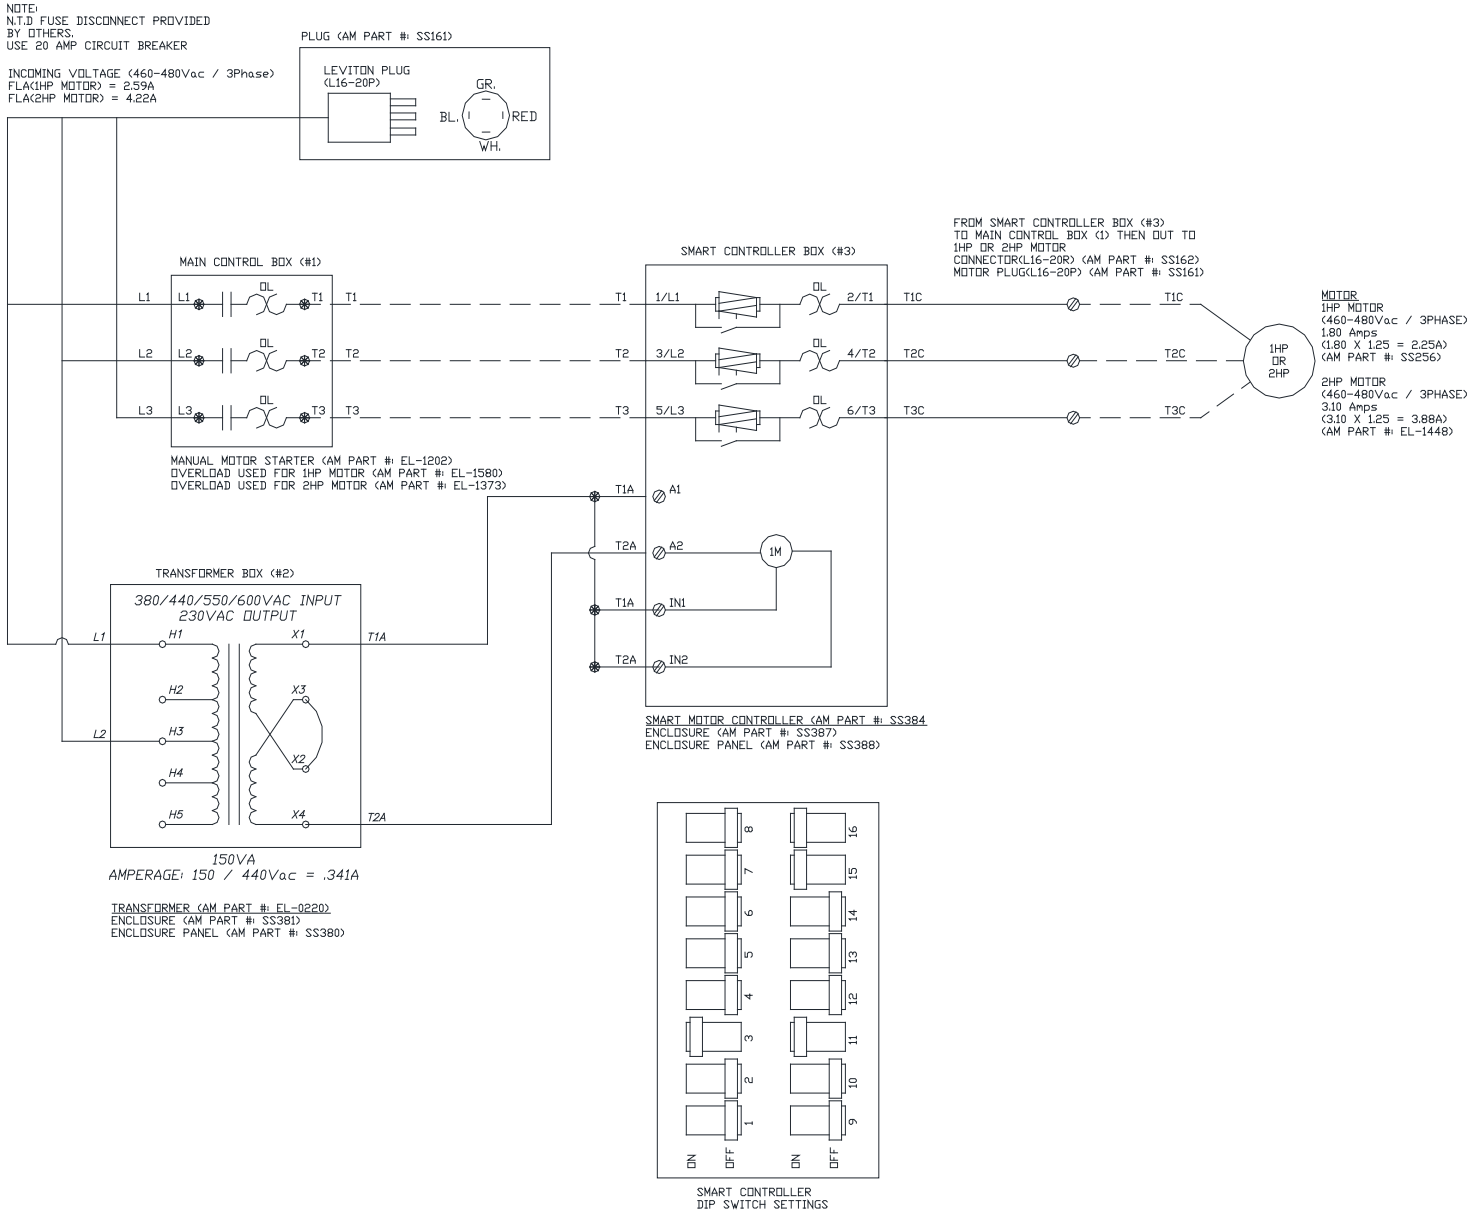 NOTE:
N.T.D FUSE DISCONNECT PROVIDED
BY OTHERS.
USE 20 AMP CIRCUIT BREAKER
INCOMING VOLTAGE (460-480Vac / 3Phase)
FLA(1HP MOTOR) = 2.59A
FLA(2HP MOTOR) = 4.22A
PLUG (AM PART #: SS161)
LEVITON PLUG
(L16-20P)
GR.
BL.
RED
WH.
FROM SMART CONTROLLER BOX (#3)
TO MAIN CONTROL BOX (1) THEN OUT TO
1HP OR 2HP MOTOR
CONNECTOR(L16-20R) (AM PART #: SS162)
MOTOR PLUG(L16-20P) (AM PART #: SS161)
MAIN CONTROL BOX (#1)
SMART CONTROLLER BOX (#3)
L1 L1 OL T1 T1 T1 1/L1 OL 2/T1 T1C T1C
L2 L2 OL T2 T2 T2 3/L2 OL 4/T2 T2C T2C
L3 L3 OL T3 T3 T3 5/L3 OL 6/T3 T3C T3C
1HP
OR
2HP
MOTOR
1HP MOTOR
(460-480Vac / 3PHASE)
1.80 Amps
(1.80 X 1.25 = 2.25A)
(AM PART #: SS256)
2HP MOTOR
(460-480Vac / 3PHASE)
3.10 Amps
(3.10 X 1.25 = 3.88A)
(AM PART #: EL-1448)
MANUAL MOTOR STARTER (AM PART #: EL-1202)
OVERLOAD USED FOR 1HP MOTOR (AM PART #: EL-1580)
OVERLOAD USED FOR 2HP MOTOR (AM PART #: EL-1373)
T1A A1
T2A A2 1M
T1A IN1
T2A IN2
SMART MOTOR CONTROLLER (AM PART #: SS384
ENCLOSURE (AM PART #: SS387)
ENCLOSURE PANEL (AM PART #: SS388)
TRANSFORMER BOX (#2)
380/440/550/600VAC INPUT
230VAC OUTPUT
L1 H1 X1 T1A
H2 X3
L2 H3
X2
H4
H5 X4 T2A
150VA
AMPERAGE: 150 / 440Vac = .341A
TRANSFORMER (AM PART #: EL-0220)
ENCLOSURE (AM PART #: SS381)
ENCLOSURE PANEL (AM PART #: SS380)
8 16
7 15
6 14
5 13
4 12
3 11
2 10
1 9
ON OFF ON OFF
SMART CONTROLLER
DIP SWITCH SETTINGS